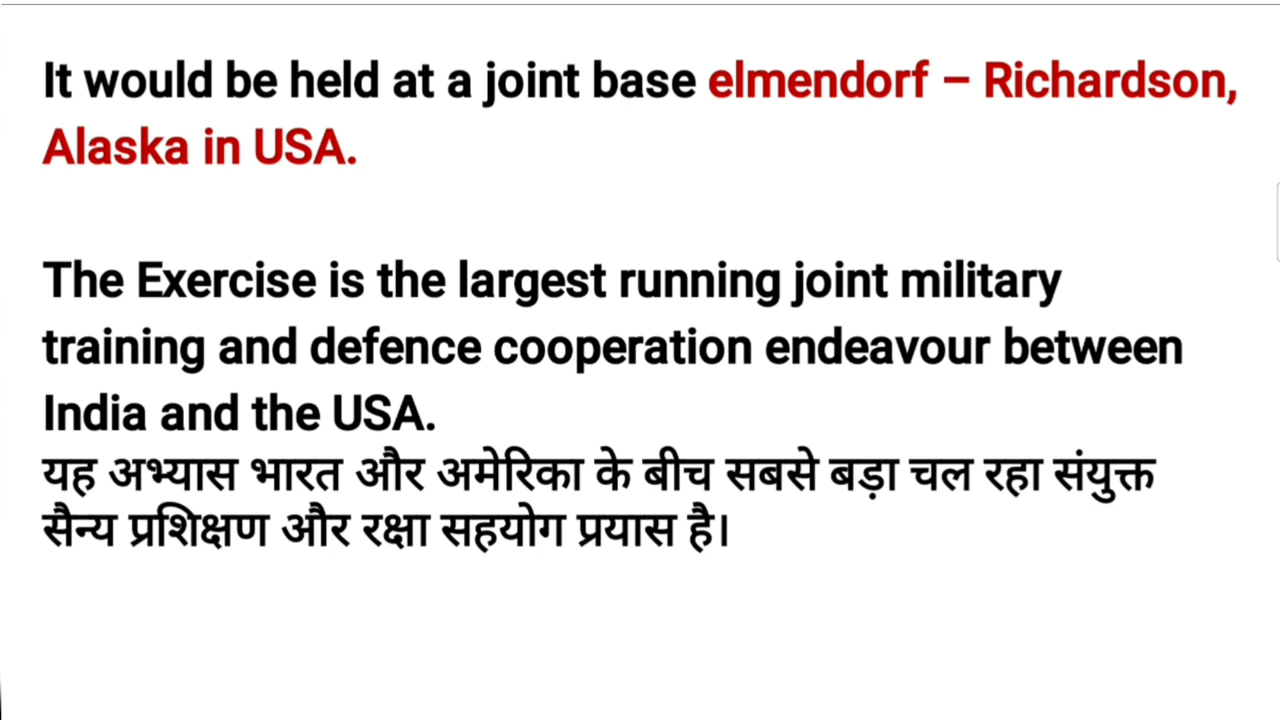 It would be held at a joint base elmendorf – Richardson,
Alaska in USA.
The Exercise is the largest running joint military
training and defence cooperation endeavour between
India and the USA.
यह अभ्यास भारत और अमेरिका के बीच सबसे बड़ा चल रहा संयुक्त
सैन्य प्रशिक्षण और रक्षा सहयोग प्रयास है।